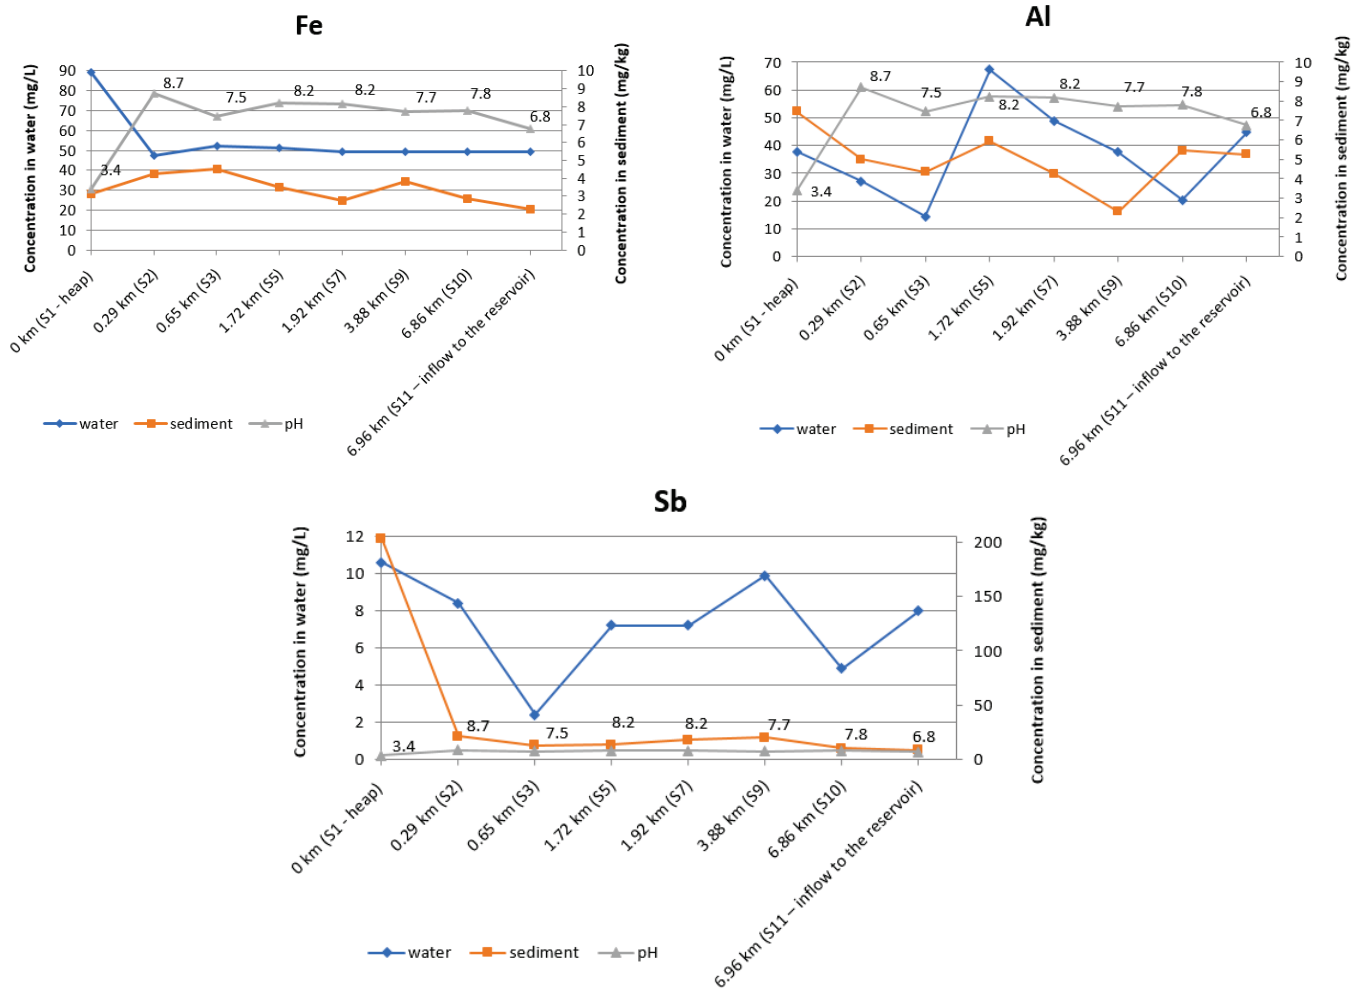 Fe
Concentration in water (mg/L)
90
80
70
60
50
40
30
20
10
0
10
9
8
7
6
5
4
3
2
1
0
Concentration in sediment (mg/kg)
3.4
8.7
7.5
8.2
8.2
7.7
7.8
6.8
0 km (S1 - heap)
0.29 km (S2)
0.65 km (S3)
1.72 km (S5)
1.92 km (S7)
3.88 km (S9)
6.86 km (S10)
6.96 km (S11 – inflow to the reservoir)
water
sediment
pH
Al
Concentration in water (mg/L)
70
60
50
40
30
20
10
0
10
9
8
7
6
5
4
3
2
1
0
Concentration in sediment (mg/kg)
3.4
8.7
7.5
8.2
8.2
7.7
7.8
6.8
0 km (S1 - heap)
0.29 km (S2)
0.65 km (S3)
1.72 km (S5)
1.92 km (S7)
3.88 km (S9)
6.86 km (S10)
6.96 km (S11 – inflow to the reservoir)
water
sediment
pH
Sb
Concentration in water (mg/L)
12
10
8
6
4
2
0
200
150
100
50
0
Concentration in sediment (mg/kg)
3.4
8.7
7.5
8.2
8.2
7.7
7.8
6.8
0 km (S1 - heap)
0.29 km (S2)
0.65 km (S3)
1.72 km (S5)
1.92 km (S7)
3.88 km (S9)
6.86 km (S10)
6.96 km (S11 – inflow to the reservoir)
water
sediment
pH